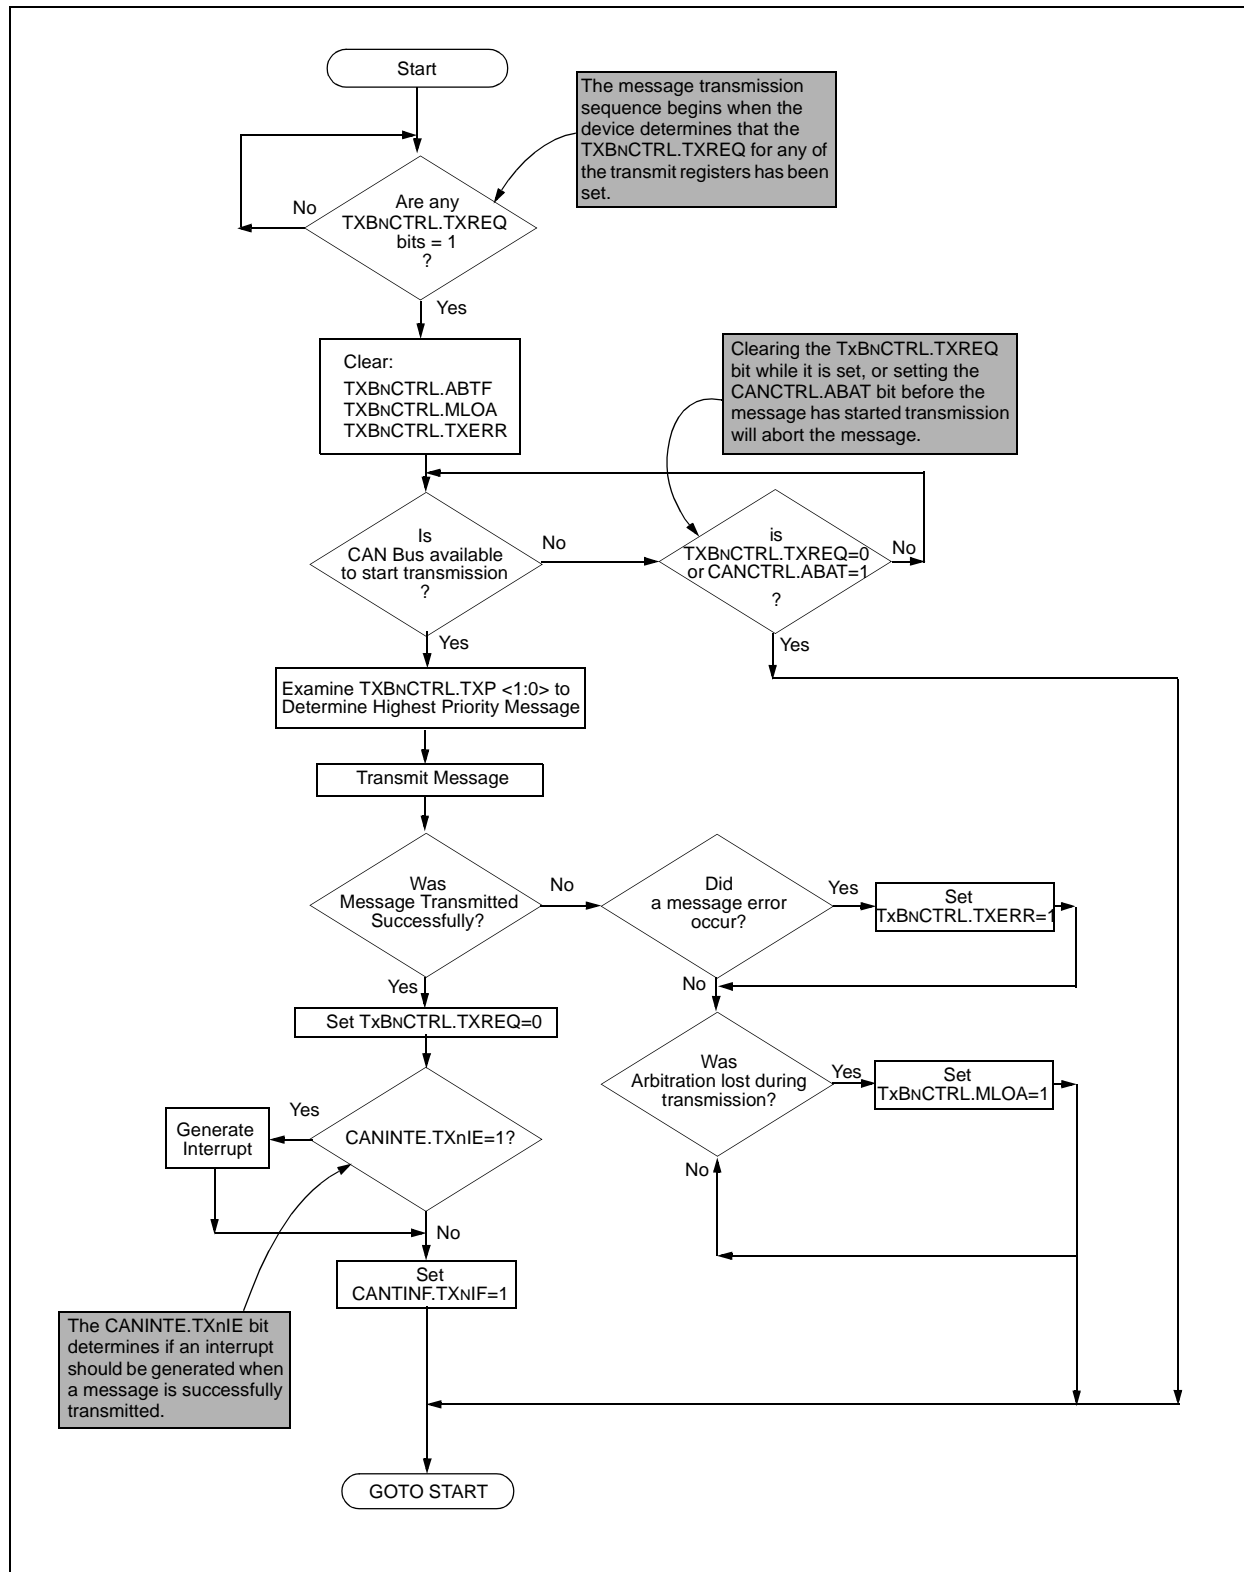 Start
The message transmission
sequence begins when the
device determines that the
TXBNCTRL.TXREQ for any of
the transmit registers has been
set.
No
Are any
TXBNCTRL.TXREQ
bits = 1
?
Yes
Clear:
TXBNCTRL.ABTF
TXBNCTRL.MLOA
TXBNCTRL.TXERR
Clearing the TxBNCTRL.TXREQ
bit while it is set, or setting the
CANCTRL.ABAT bit before the
message has started transmission
will abort the message.
Is
CAN Bus available
to start transmission
?
No
is
TXBNCTRL.TXREQ=0
or CANCTRL.ABAT=1
?
No
Yes
Yes
Examine TXBNCTRL.TXP <1:0> to
Determine Highest Priority Message
Transmit Message
Was
Message Transmitted
Successfully?
No
Did
a message error
occur?
Yes
Set
TxBNCTRL.TXERR=1
Yes
No
Set TxBNCTRL.TXREQ=0
Was
Arbitration lost during
transmission?
Yes
Set
TxBNCTRL.MLOA=1
Yes
Generate
Interrupt
CANINTE.TXnIE=1?
No
No
Set
CANTINF.TXNIF=1
The CANINTE.TXnIE bit
determines if an interrupt
should be generated when
a message is successfully
transmitted.
GOTO START